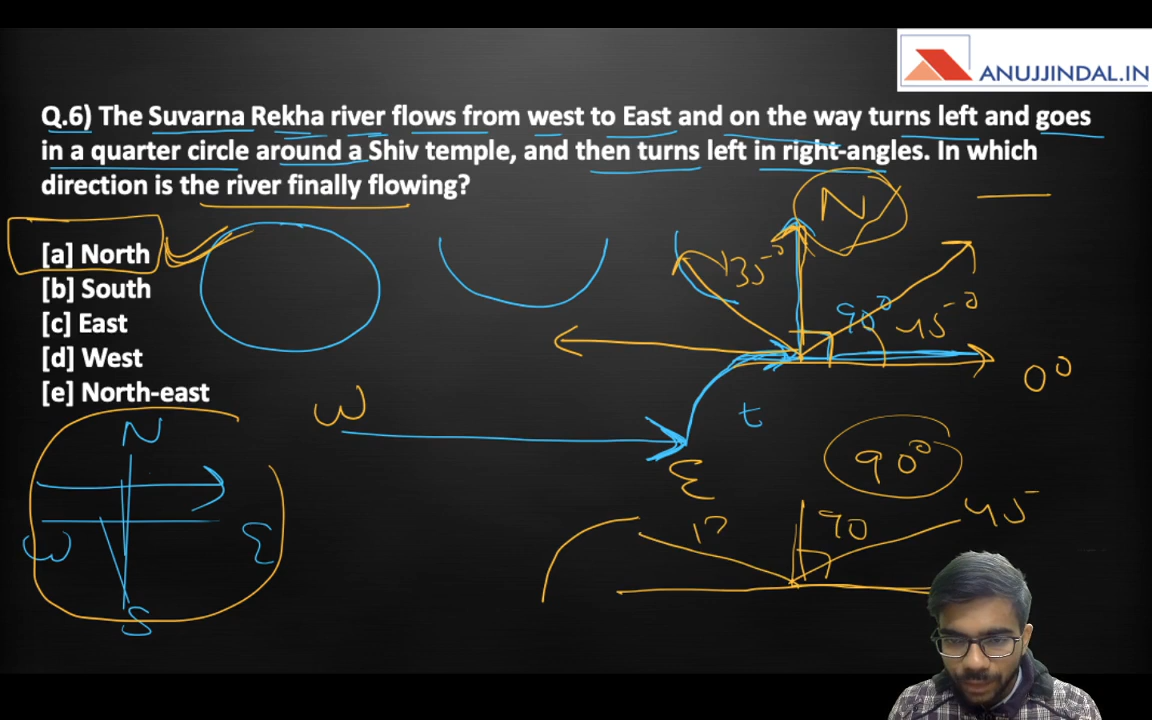 ANUJJINDAL.IN
Q.6) The Suvarna Rekha river flows from west to East and on the way turns left and goes
in a quarter circle around a Shiv temple, and then turns left in right-angles. In which
direction is the river finally flowing?
[a] North
[b] South
[c] East
[d] West
[e] North-east
N
135°
90°
45°
0°
W
t
E
90°
N
W
E
S
90
45